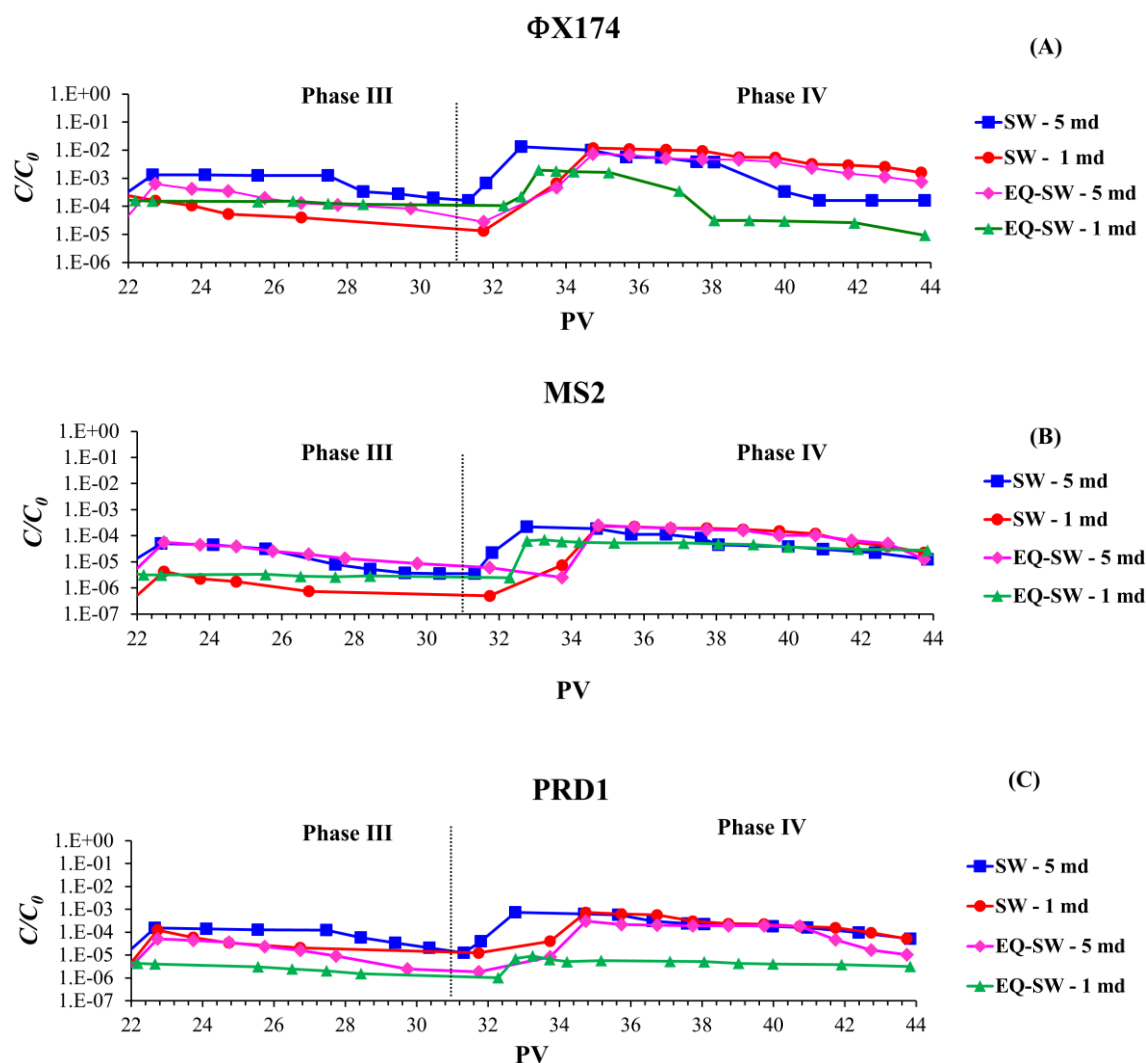 ΦX174
(A)
Phase III
Phase IV
1.E+00
1.E-01
1.E-02
1.E-03
1.E-04
1.E-05
1.E-06
C/C0
22 24 26 28 30 32 34 36 38 40 42 44
PV
SW - 5 md
SW - 1 md
EQ-SW - 5 md
EQ-SW - 1 md
MS2
(B)
Phase III
Phase IV
1.E+00
1.E-01
1.E-02
1.E-03
1.E-04
1.E-05
1.E-06
1.E-07
C/C0
22 24 26 28 30 32 34 36 38 40 42 44
PV
SW - 5 md
SW - 1 md
EQ-SW - 5 md
EQ-SW - 1 md
PRD1
(C)
Phase III
Phase IV
1.E+00
1.E-01
1.E-02
1.E-03
1.E-04
1.E-05
1.E-06
1.E-07
C/C0
22 24 26 28 30 32 34 36 38 40 42 44
PV
SW - 5 md
SW - 1 md
EQ-SW - 5 md
EQ-SW - 1 md